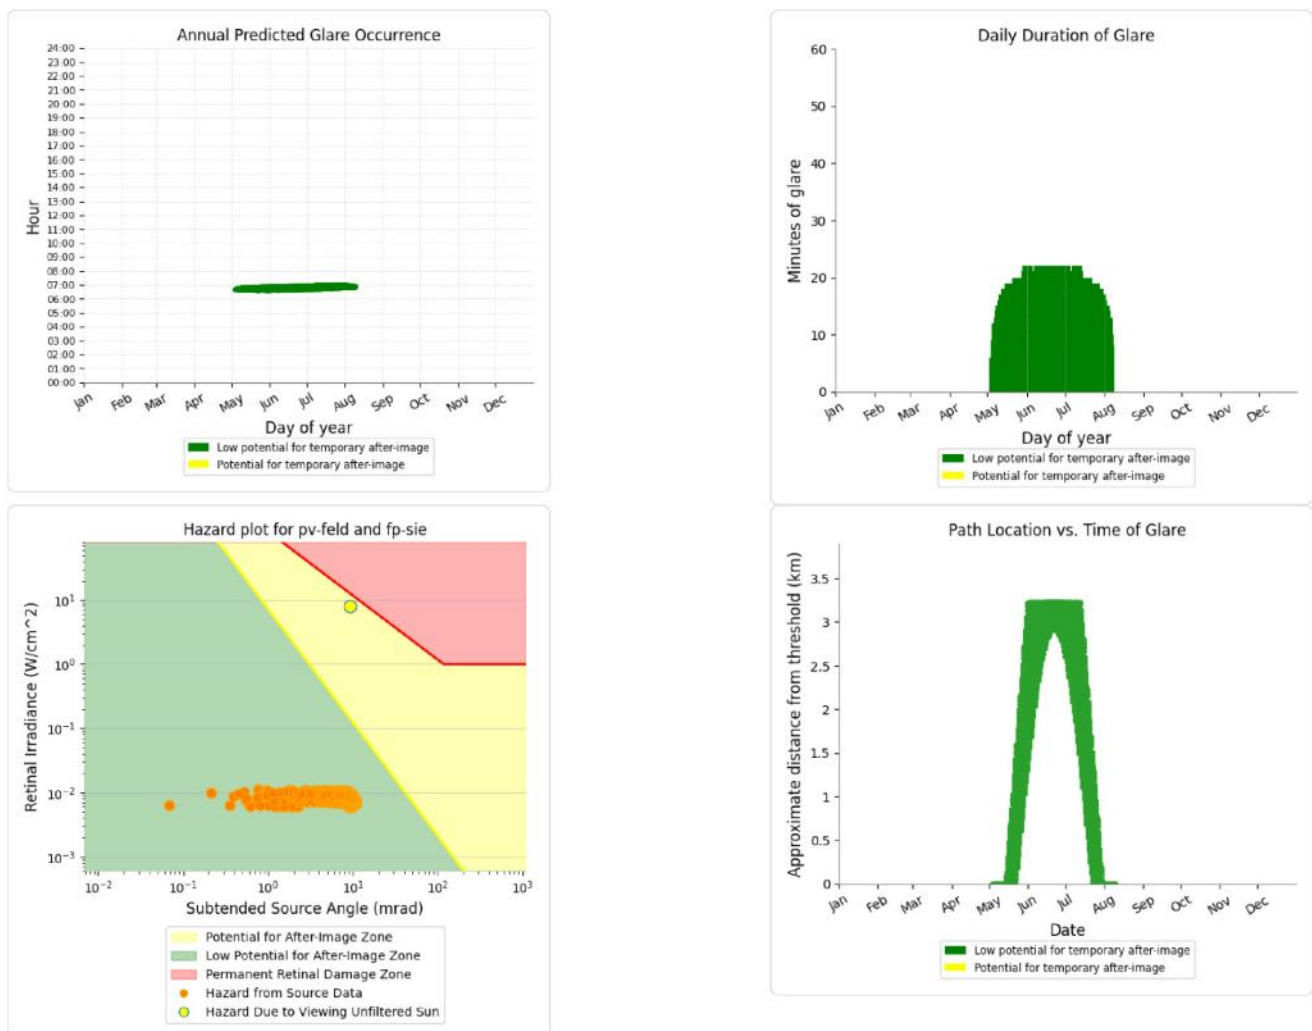 Annual Predicted Glare Occurrence
24:00
23:00
22:00
21:00
20:00
19:00
18:00
17:00
16:00
15:00
14:00
13:00
12:00
11:00
10:00
09:00
08:00
07:00
06:00
05:00
04:00
03:00
02:00
01:00
00:00
Hour
Jan Feb Mar Apr May Jun Jul Aug Sep Oct Nov Dec
Day of year
Low potential for temporary after-image
Potential for temporary after-image
Daily Duration of Glare
60
50
40
30
20
10
0
Minutes of glare
Jan Feb Mar Apr May Jun Jul Aug Sep Oct Nov Dec
Day of year
Low potential for temporary after-image
Potential for temporary after-image
Hazard plot for pv-feld and fp-sie
10^1
10^0
10^−1
10^−2
10^−3
Retinal Irradiance (W/cm^2)
10^−2 10^−1 10^0 10^1 10^2 10^3
Subtended Source Angle (mrad)
Potential for After-Image Zone
Low Potential for After-Image Zone
Permanent Retinal Damage Zone
Hazard from Source Data
Hazard Due to Viewing Unfiltered Sun
Path Location vs. Time of Glare
3.5
3
2.5
2
1.5
1
0.5
0
Approximate distance from threshold (km)
Jan Feb Mar Apr May Jun Jul Aug Sep Oct Nov Dec
Date
Low potential for temporary after-image
Potential for temporary after-image